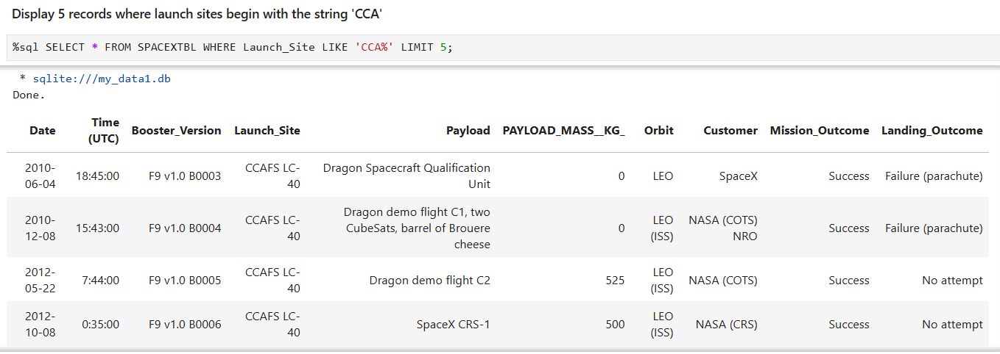 Display 5 records where launch sites begin with the string 'CCA'
%sql SELECT * FROM SPACEXTBL WHERE Launch_Site LIKE 'CCA%' LIMIT 5;
* sqlite:///my_data1.db
Done.
Date Time (UTC) Booster_Version Launch_Site Payload PAYLOAD_MASS__KG_ Orbit Customer Mission_Outcome Landing_Outcome
2010-06-04 18:45:00 F9 v1.0 B0003 CCAFS LC-40 Dragon Spacecraft Qualification Unit 0 LEO SpaceX Success Failure (parachute)
2010-12-08 15:43:00 F9 v1.0 B0004 CCAFS LC-40 Dragon demo flight C1, two CubeSats, barrel of Brouere cheese 0 LEO (ISS) NASA (COTS) NRO Success Failure (parachute)
2012-05-22 7:44:00 F9 v1.0 B0005 CCAFS LC-40 Dragon demo flight C2 525 LEO (ISS) NASA (COTS) Success No attempt
2012-10-08 0:35:00 F9 v1.0 B0006 CCAFS LC-40 SpaceX CRS-1 500 LEO (ISS) NASA (CRS) Success No attempt